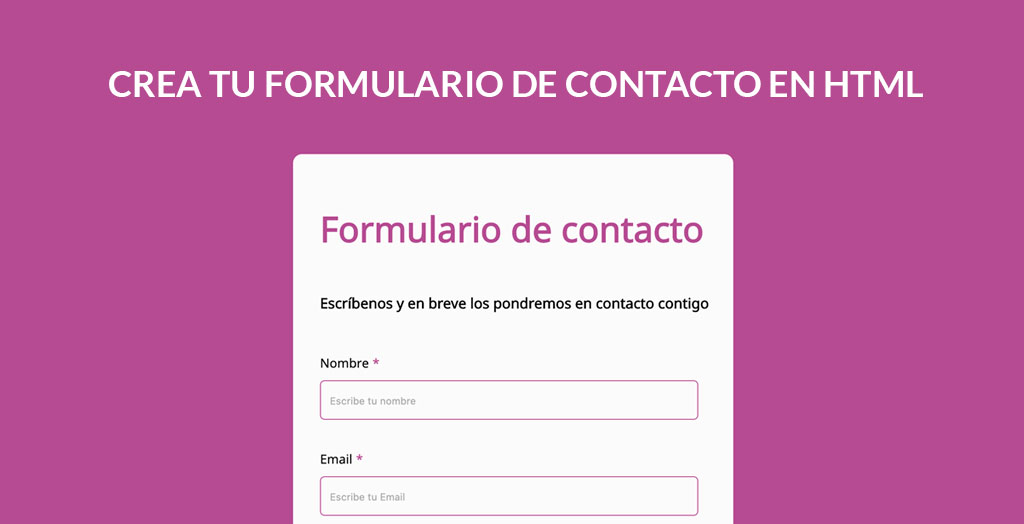 CREA TU FORMULARIO DE CONTACTO EN HTML
Formulario de contacto
Escríbenos y en breve los pondremos en contacto contigo
Nombre *
Escribe tu nombre
Email *
Escribe tu Email